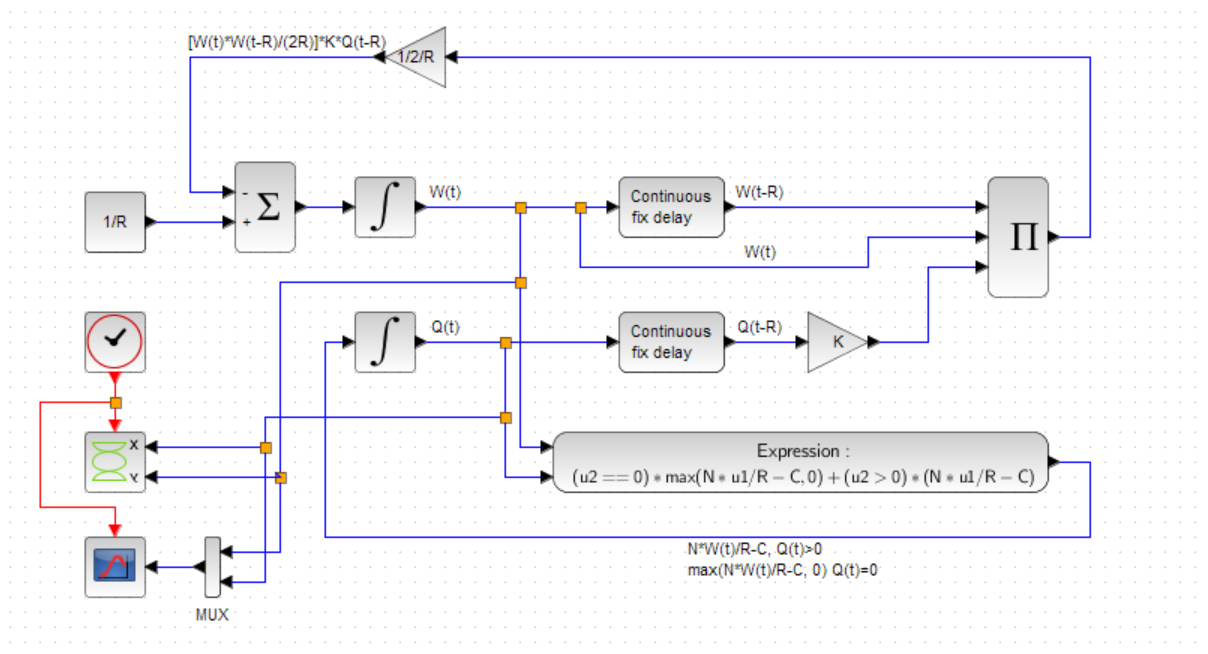 [W(t)*W(t-R)/(2R)]*K*Q(t-R)
1/2/R
1/R
-
+
Σ
∫
W(t)
Continuous
fix delay
W(t-R)
W(t)
Π
∫
Q(t)
Continuous
fix delay
Q(t-R)
K
X
Y
Expression :
(u2 == 0) * max(N * u1/R − C, 0) + (u2 > 0) * (N * u1/R − C)
N*W(t)/R-C, Q(t)>0
max(N*W(t)/R-C, 0) Q(t)=0
MUX